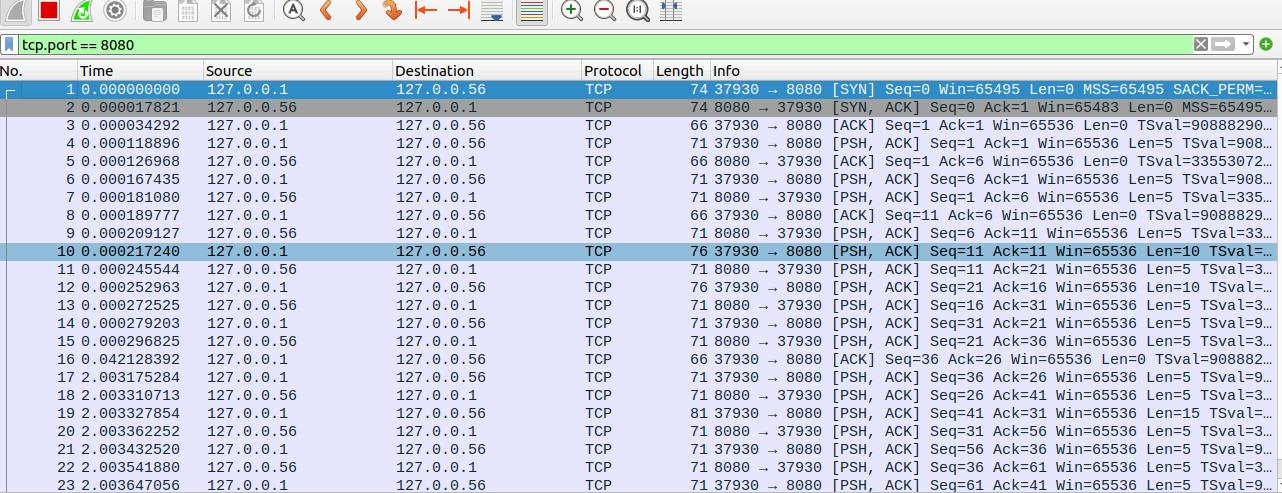 tcp.port == 8080
No. Time Source Destination Protocol Length Info
1 0.000000000 127.0.0.1 127.0.0.56 TCP 74 37930 → 8080 [SYN] Seq=0 Win=65495 Len=0 MSS=65495 SACK_PERM=…
2 0.000017821 127.0.0.56 127.0.0.1 TCP 74 8080 → 37930 [SYN, ACK] Seq=0 Ack=1 Win=65483 Len=0 MSS=65495…
3 0.000034292 127.0.0.1 127.0.0.56 TCP 66 37930 → 8080 [ACK] Seq=1 Ack=1 Win=65536 Len=0 TSval=90888290…
4 0.000118896 127.0.0.1 127.0.0.56 TCP 71 37930 → 8080 [PSH, ACK] Seq=1 Ack=1 Win=65536 Len=5 TSval=908…
5 0.000126968 127.0.0.56 127.0.0.1 TCP 66 8080 → 37930 [ACK] Seq=1 Ack=6 Win=65536 Len=0 TSval=33553072…
6 0.000167435 127.0.0.1 127.0.0.56 TCP 71 37930 → 8080 [PSH, ACK] Seq=6 Ack=1 Win=65536 Len=5 TSval=908…
7 0.000181080 127.0.0.56 127.0.0.1 TCP 71 8080 → 37930 [PSH, ACK] Seq=1 Ack=6 Win=65536 Len=5 TSval=335…
8 0.000189777 127.0.0.1 127.0.0.56 TCP 66 37930 → 8080 [ACK] Seq=11 Ack=6 Win=65536 Len=0 TSval=9088829…
9 0.000209127 127.0.0.56 127.0.0.1 TCP 71 8080 → 37930 [PSH, ACK] Seq=6 Ack=11 Win=65536 Len=5 TSval=33…
10 0.000217240 127.0.0.1 127.0.0.56 TCP 76 37930 → 8080 [PSH, ACK] Seq=11 Ack=11 Win=65536 Len=10 TSval=…
11 0.000245544 127.0.0.56 127.0.0.1 TCP 71 8080 → 37930 [PSH, ACK] Seq=11 Ack=21 Win=65536 Len=5 TSval=3…
12 0.000252963 127.0.0.1 127.0.0.56 TCP 76 37930 → 8080 [PSH, ACK] Seq=21 Ack=16 Win=65536 Len=10 TSval=…
13 0.000272525 127.0.0.56 127.0.0.1 TCP 71 8080 → 37930 [PSH, ACK] Seq=16 Ack=31 Win=65536 Len=5 TSval=3…
14 0.000279203 127.0.0.1 127.0.0.56 TCP 71 37930 → 8080 [PSH, ACK] Seq=31 Ack=21 Win=65536 Len=5 TSval=9…
15 0.000296825 127.0.0.56 127.0.0.1 TCP 71 8080 → 37930 [PSH, ACK] Seq=21 Ack=36 Win=65536 Len=5 TSval=3…
16 0.042128392 127.0.0.1 127.0.0.56 TCP 66 37930 → 8080 [ACK] Seq=36 Ack=26 Win=65536 Len=0 TSval=908882…
17 2.003175284 127.0.0.1 127.0.0.56 TCP 71 37930 → 8080 [PSH, ACK] Seq=36 Ack=26 Win=65536 Len=5 TSval=9…
18 2.003310713 127.0.0.56 127.0.0.1 TCP 71 8080 → 37930 [PSH, ACK] Seq=26 Ack=41 Win=65536 Len=5 TSval=3…
19 2.003327854 127.0.0.1 127.0.0.56 TCP 81 37930 → 8080 [PSH, ACK] Seq=41 Ack=31 Win=65536 Len=15 TSval=…
20 2.003362252 127.0.0.56 127.0.0.1 TCP 71 8080 → 37930 [PSH, ACK] Seq=31 Ack=56 Win=65536 Len=5 TSval=3…
21 2.003432520 127.0.0.1 127.0.0.56 TCP 71 37930 → 8080 [PSH, ACK] Seq=56 Ack=36 Win=65536 Len=5 TSval=9…
22 2.003541880 127.0.0.56 127.0.0.1 TCP 71 8080 → 37930 [PSH, ACK] Seq=36 Ack=61 Win=65536 Len=5 TSval=3…
23 2.003647056 127.0.0.1 127.0.0.56 TCP 71 37930 → 8080 [PSH, ACK] Seq=61 Ack=41 Win=65536 Len=5 TSval=9…